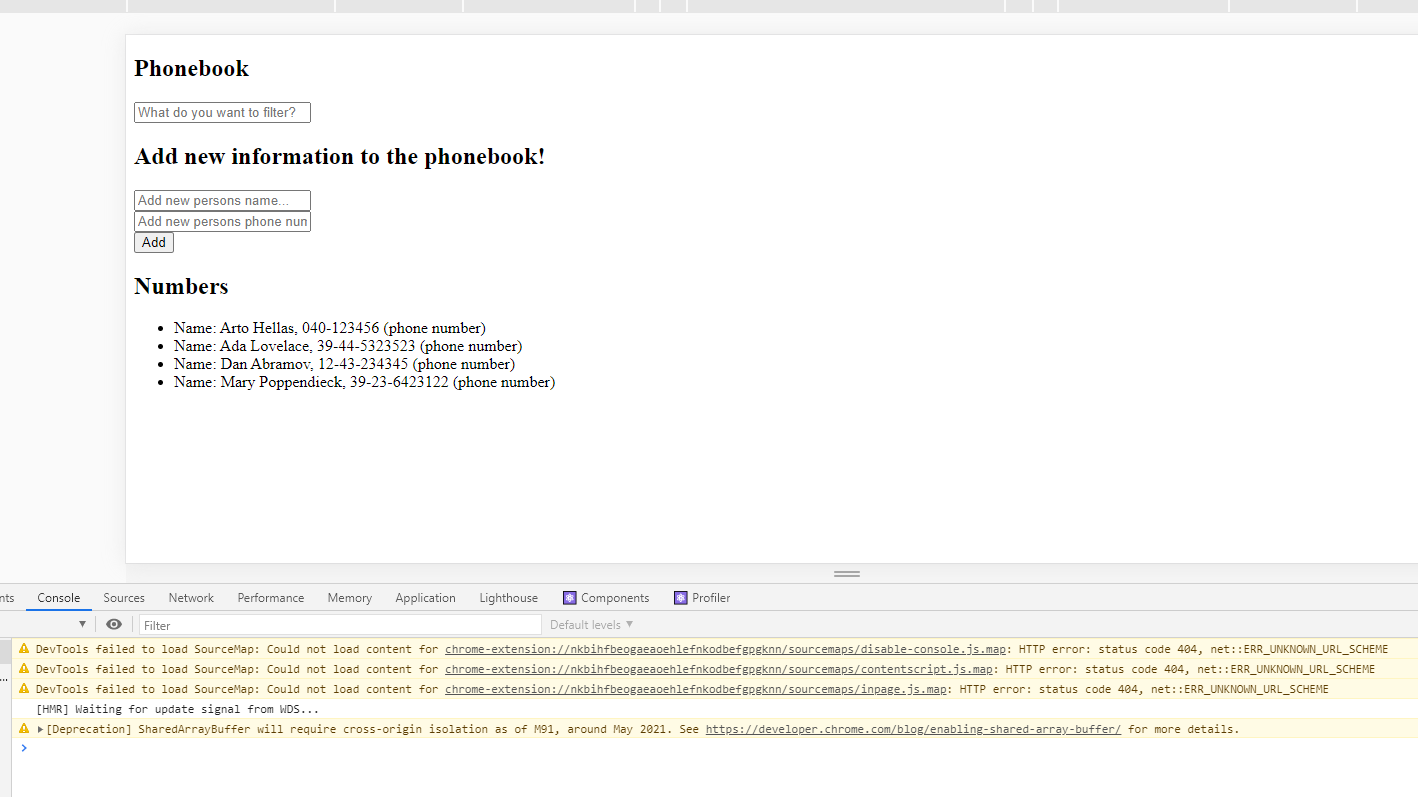 Phonebook
What do you want to filter?
Add new information to the phonebook!
Add new persons name...
Add new persons phone num
Add
Numbers
Name: Arto Hellas, 040-123456 (phone number)
Name: Ada Lovelace, 39-44-5323523 (phone number)
Name: Dan Abramov, 12-43-234345 (phone number)
Name: Mary Poppendieck, 39-23-6423122 (phone number)
nts Console Sources Network Performance Memory Application Lighthouse Components Profiler
Filter Default levels
DevTools failed to load SourceMap: Could not load content for chrome-extension://nkbihfbeogaeaoehlefnkodbefgpgknn/sourcemaps/disable-console.js.map: HTTP error: status code 404, net::ERR_UNKNOWN_URL_SCHEME
DevTools failed to load SourceMap: Could not load content for chrome-extension://nkbihfbeogaeaoehlefnkodbefgpgknn/sourcemaps/contentscript.js.map: HTTP error: status code 404, net::ERR_UNKNOWN_URL_SCHEME
DevTools failed to load SourceMap: Could not load content for chrome-extension://nkbihfbeogaeaoehlefnkodbefgpgknn/sourcemaps/inpage.js.map: HTTP error: status code 404, net::ERR_UNKNOWN_URL_SCHEME
[HMR] Waiting for update signal from WDS...
[Deprecation] SharedArrayBuffer will require cross-origin isolation as of M91, around May 2021. See https://developer.chrome.com/blog/enabling-shared-array-buffer/ for more details.